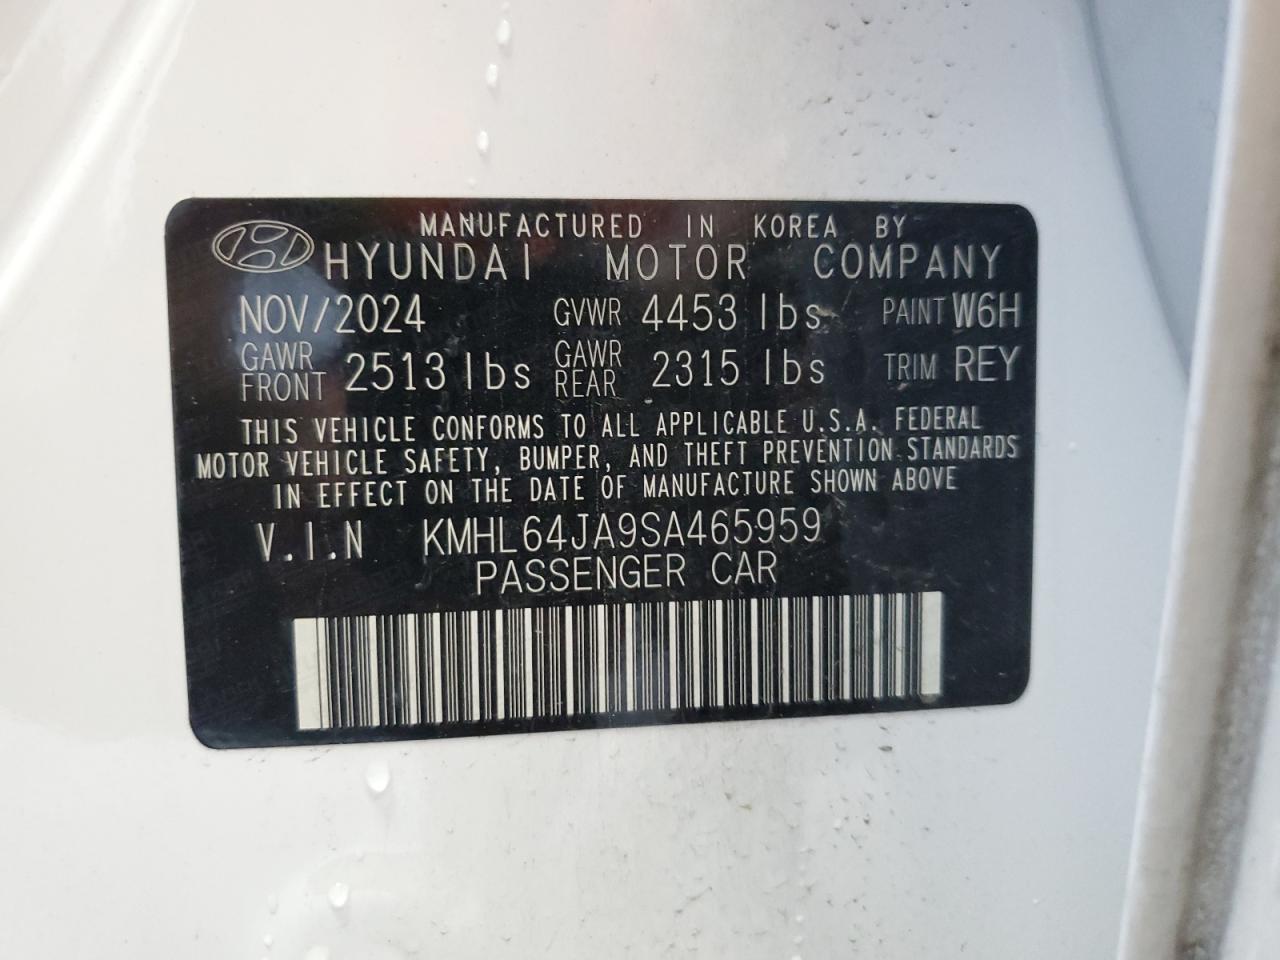 MANUFACTURED IN KOREA BY
HYUNDAI MOTOR COMPANY
NOV/2024 GVWR 4453 lbs PAINT W6H
GAWR FRONT 2513 lbs GAWR REAR 2315 lbs TRIM REY
THIS VEHICLE CONFORMS TO ALL APPLICABLE U.S.A. FEDERAL
MOTOR VEHICLE SAFETY, BUMPER, AND THEFT PREVENTION STANDARDS
IN EFFECT ON THE DATE OF MANUFACTURE SHOWN ABOVE
V.I.N KMHL64JA9SA465959
PASSENGER CAR